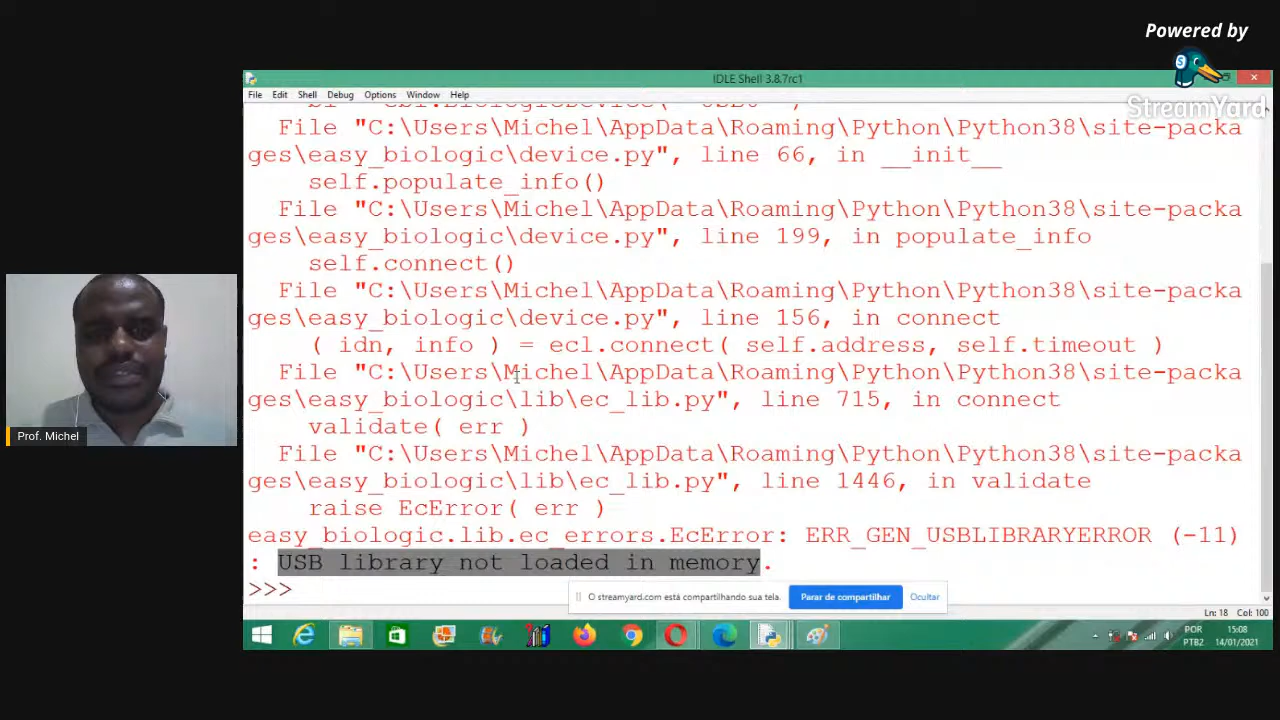 Powered by
StreamYard
IDLE Shell 3.8.7rc1
File Edit Shell Debug Options Window Help
File "C:\Users\Michel\AppData\Roaming\Python\Python38\site-packa
ges\easy_biologic\device.py", line 66, in __init__
self.populate_info()
File "C:\Users\Michel\AppData\Roaming\Python\Python38\site-packa
ges\easy_biologic\device.py", line 199, in populate_info
self.connect()
File "C:\Users\Michel\AppData\Roaming\Python\Python38\site-packa
ges\easy_biologic\device.py", line 156, in connect
( idn, info ) = ecl.connect( self.address, self.timeout )
File "C:\Users\Michel\AppData\Roaming\Python\Python38\site-packa
ges\easy_biologic\lib\ec_lib.py", line 715, in connect
validate( err )
File "C:\Users\Michel\AppData\Roaming\Python\Python38\site-packa
ges\easy_biologic\lib\ec_lib.py", line 1446, in validate
raise EcError( err )
easy_biologic.lib.ec_errors.EcError: ERR_GEN_USBLIBRARYERROR (-11)
: USB library not loaded in memory.
>>>
Prof. Michel
O streamyard.com está compartilhando sua tela. Parar de compartilhar Ocultar
Ln: 18 Col: 100
POR 15:08
PTB2 14/01/2021